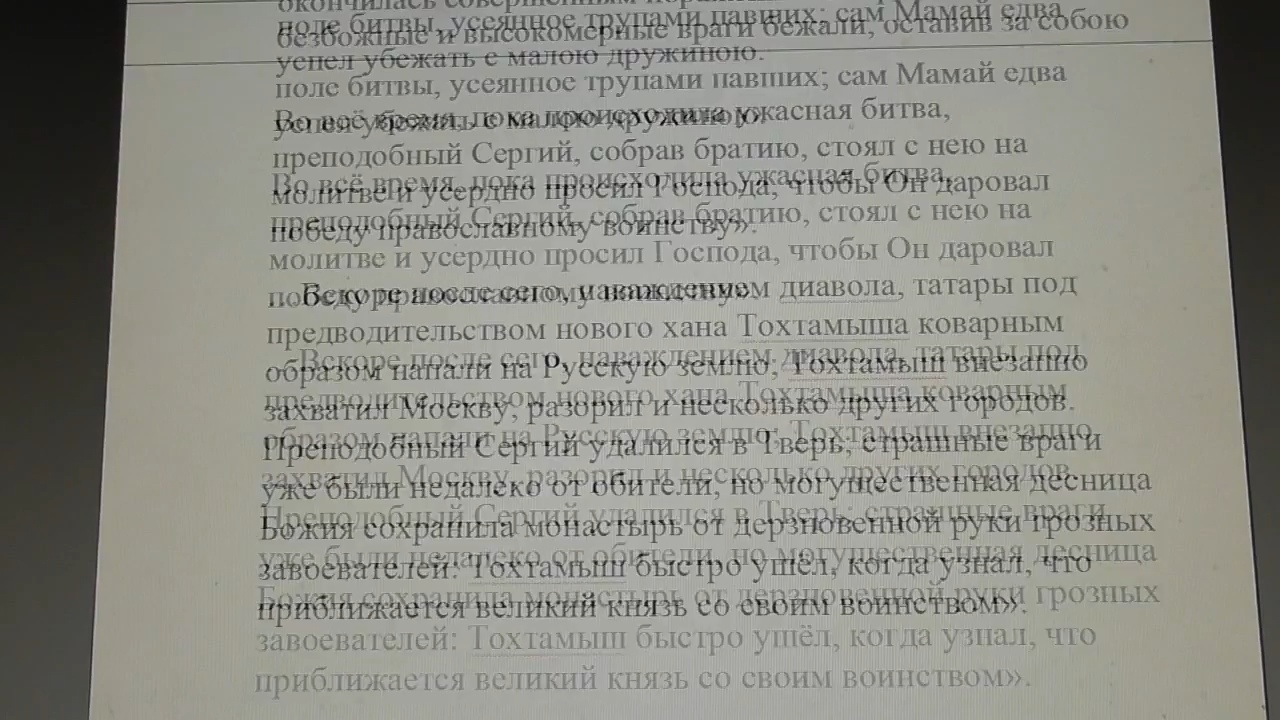 окончилась совершенным
безбожные и высокомерные враги бежали, оставив за собою
поле битвы, усеянное трупами павших; сам Мамай едва
успел убежать с малою дружиною.
Во всё время, пока происходила ужасная битва,
преподобный Сергий, собрав братию, стоял с нею на
молитве и усердно просил Господа, чтобы Он даровал
победу православному воинству».
Вскоре после сего, наваждением диавола, татары под
предводительством нового хана Тохтамыша коварным
образом напали на Русскую землю; Тохтамыш внезапно
захватил Москву, разорил и несколько других городов.
Преподобный Сергий удалился в Тверь; страшные враги
уже были недалеко от обители, но могущественная десница
Божия сохранила монастырь от дерзновенной руки грозных
завоевателей: Тохтамыш быстро ушёл, когда узнал, что
приближается великий князь со своим воинством».